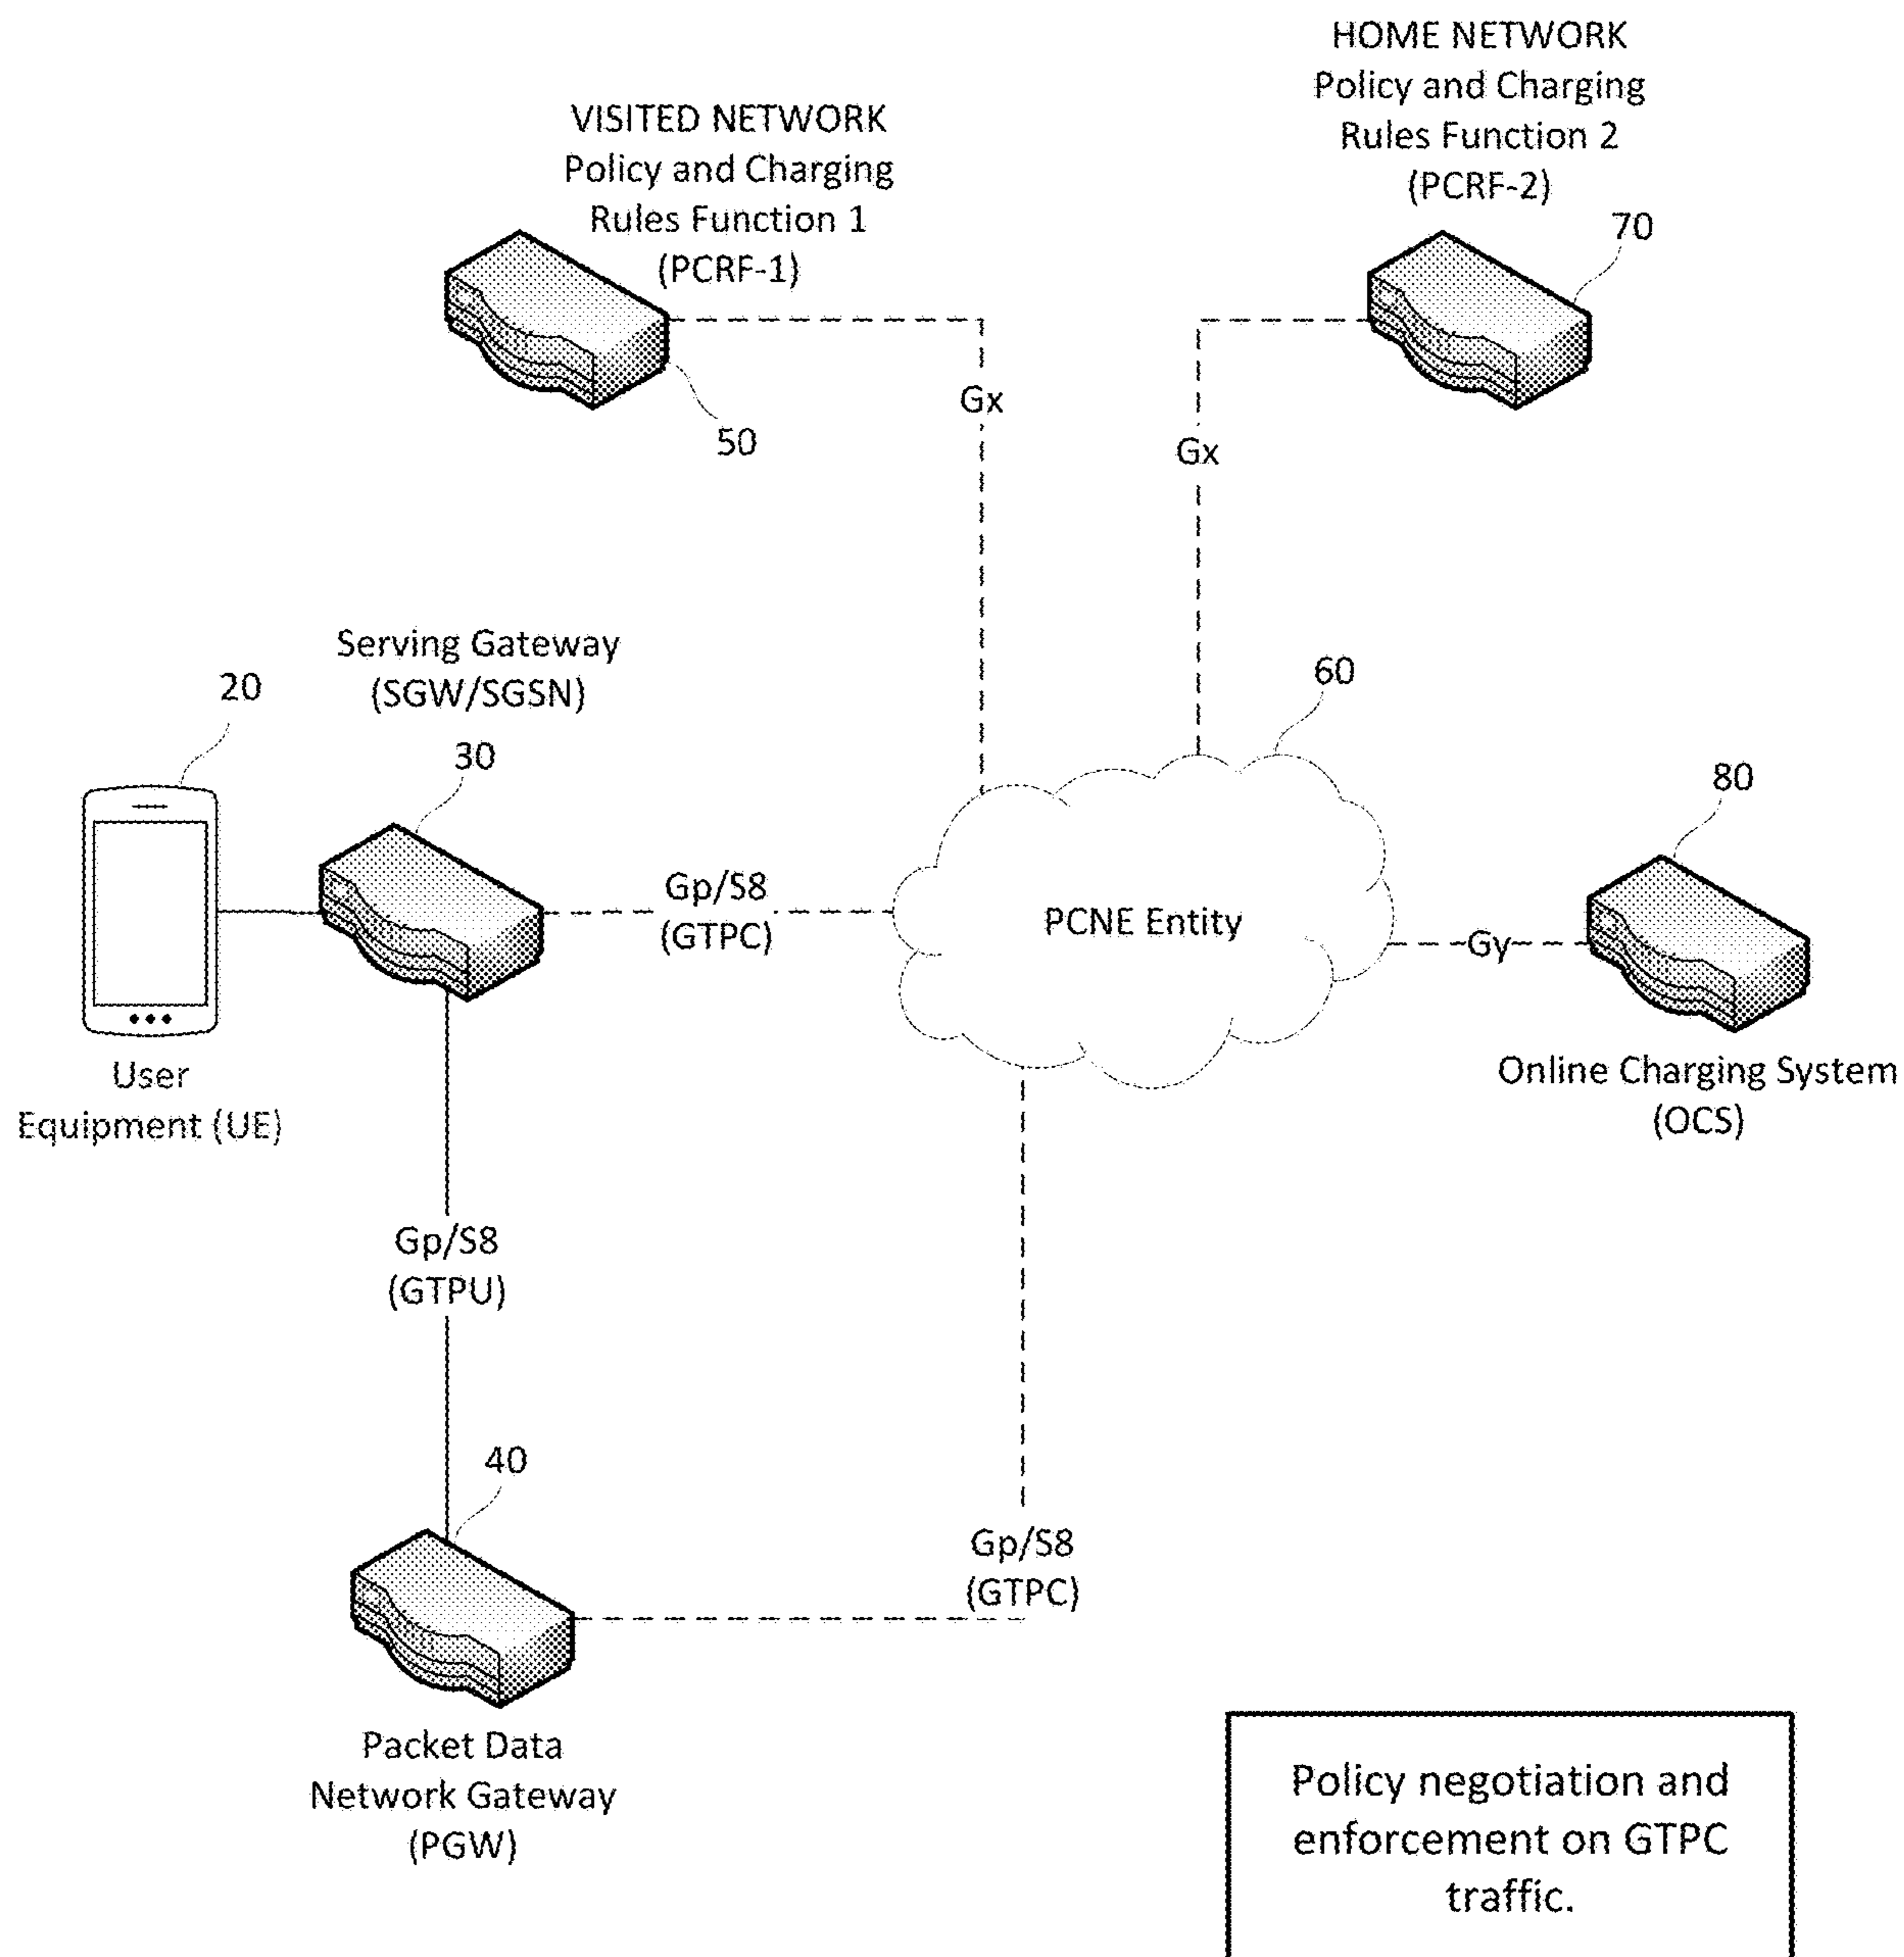 HOME NETWORK
Policy and Charging
Rules Function 2
(PCRF-2)
70
VISITED NETWORK
Policy and Charging
Rules Function 1
(PCRF-1)
50
Gx
Gx
Serving Gateway
(SGW/SGSN)
20
30
60
80
Gp/S8
(GTPC)
PCNE Entity
Gy
User
Equipment (UE)
Online Charging System
(OCS)
Gp/S8
(GTPU)
40
Gp/S8
(GTPC)
Packet Data
Network Gateway
(PGW)
Policy negotiation and
enforcement on GTPC
traffic.